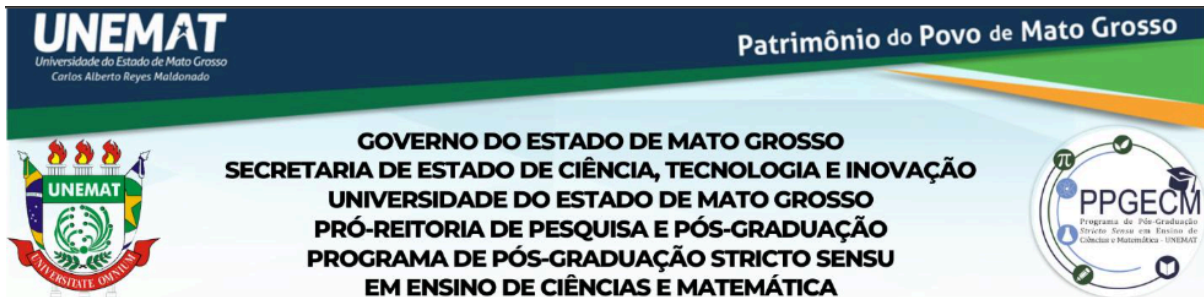 UNEMAT
Universidade do Estado de Mato Grosso
Carlos Alberto Reyes Maldonado
Patrimônio do Povo de Mato Grosso
GOVERNO DO ESTADO DE MATO GROSSO
SECRETARIA DE ESTADO DE CIÊNCIA, TECNOLOGIA E INOVAÇÃO
UNIVERSIDADE DO ESTADO DE MATO GROSSO
PRÓ-REITORIA DE PESQUISA E PÓS-GRADUAÇÃO
PROGRAMA DE PÓS-GRADUAÇÃO STRICTO SENSU
EM ENSINO DE CIÊNCIAS E MATEMÁTICA
UNEMAT
UNIVERSITATE OMNIUM
π
PPGECM
Programa de Pós-Graduação
Stricto Sensu em Ensino de
Ciências e Matemática - UNEMAT